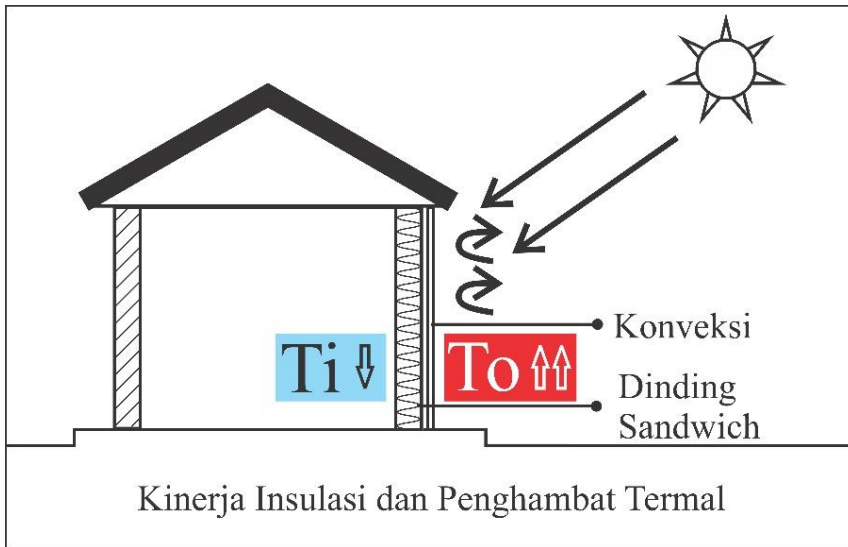 Konveksi
Ti
To
Dinding
Sandwich
Kinerja Insulasi dan Penghambat Termal